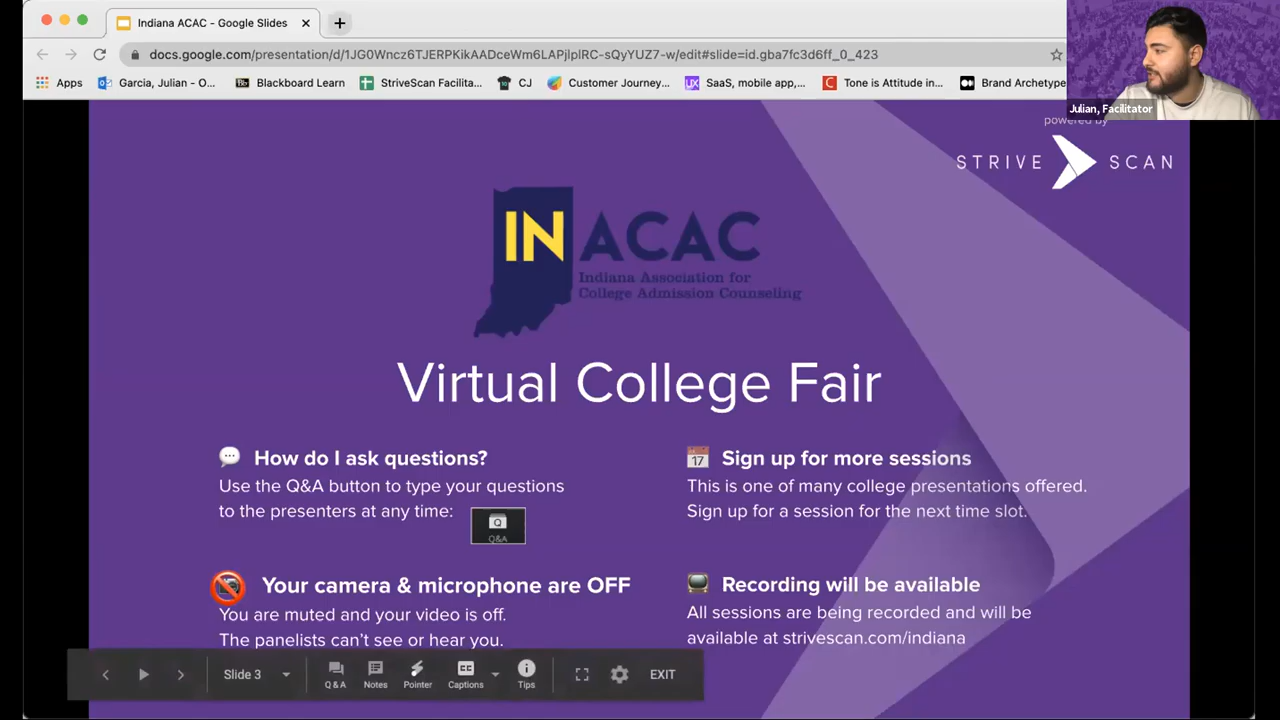 Indiana ACAC - Google Slides
docs.google.com/presentation/d/1JG0Wncz6TJERPKikAADceWm6LAPjlplRC-sQyYUZ7-w/edit#slide=id.gba7fc3d6ff_0_423
Apps Garcia, Julian - O... Blackboard Learn StriveScan Facilita... CJ Customer Journey... SaaS, mobile app,... Tone is Attitude in... Brand Archetype
Julian, Facilitator
powered by
STRIVE SCAN
IN ACAC
Indiana Association for
College Admission Counseling
Virtual College Fair
How do I ask questions?
Use the Q&A button to type your questions
to the presenters at any time:
Q
Q&A
17 Sign up for more sessions
This is one of many college presentations offered.
Sign up for a session for the next time slot.
Your camera & microphone are OFF
You are muted and your video is off.
The panelists can't see or hear you.
Recording will be available
All sessions are being recorded and will be
available at strivescan.com/indiana
Slide 3 Q & A Notes Pointer CC Captions Tips EXIT